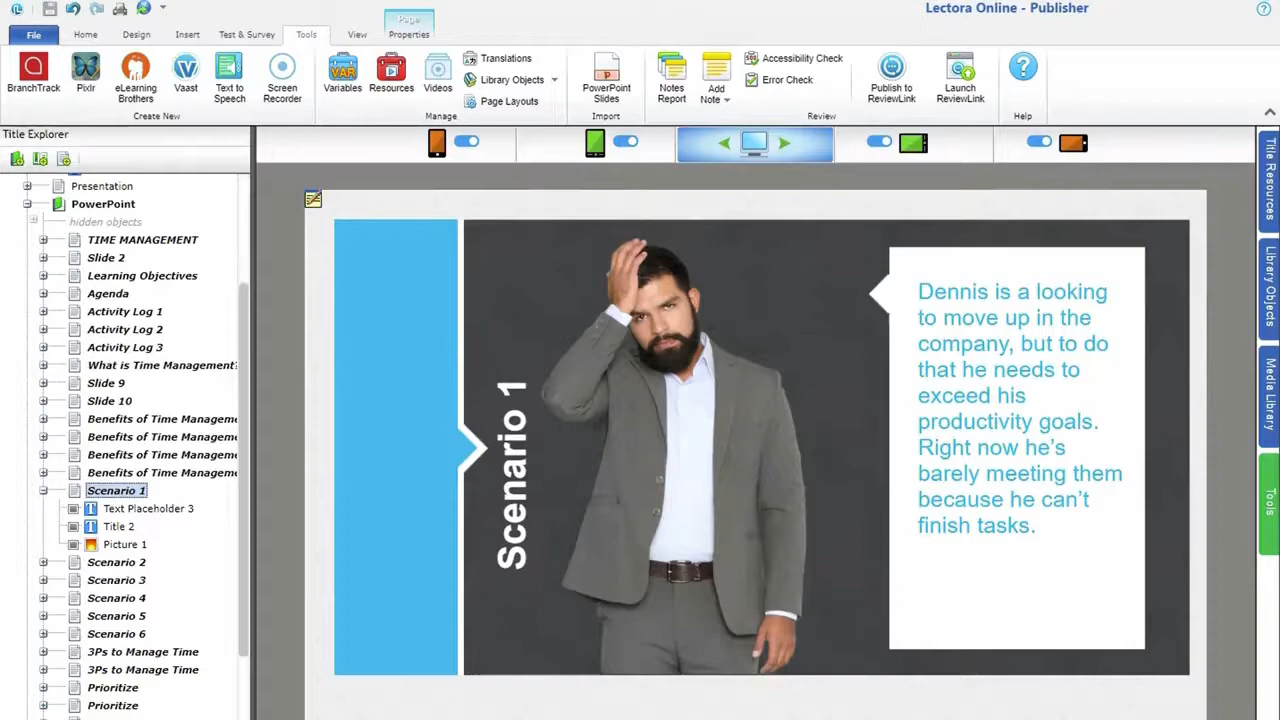 Lectora Online - Publisher
Page
File
Home
Design
Insert
Test & Survey
Tools
View
Properties
BranchTrack
Pixlr
eLearning
Brothers
Vaast
Text to
Speech
Screen
Recorder
Create New
VAR
Variables
Resources
Videos
Translations
Library Objects
Page Layouts
Manage
PowerPoint
Slides
Import
Notes
Report
Add
Note
Accessibility Check
Error Check
Publish to
ReviewLink
Launch
ReviewLink
Review
Help
Title Explorer
Presentation
PowerPoint
hidden objects
TIME MANAGEMENT
Slide 2
Learning Objectives
Agenda
Activity Log 1
Activity Log 2
Activity Log 3
What is Time Management?
Slide 9
Slide 10
Benefits of Time Manageme
Benefits of Time Manageme
Benefits of Time Manageme
Benefits of Time Manageme
Scenario 1
Text Placeholder 3
Title 2
Picture 1
Scenario 2
Scenario 3
Scenario 4
Scenario 5
Scenario 6
3Ps to Manage Time
3Ps to Manage Time
Prioritize
Prioritize
Scenario 1
Dennis is a looking
to move up in the
company, but to do
that he needs to
exceed his
productivity goals.
Right now he's
barely meeting them
because he can't
finish tasks.
Title Resources
Library Objects
Media Library
Tools